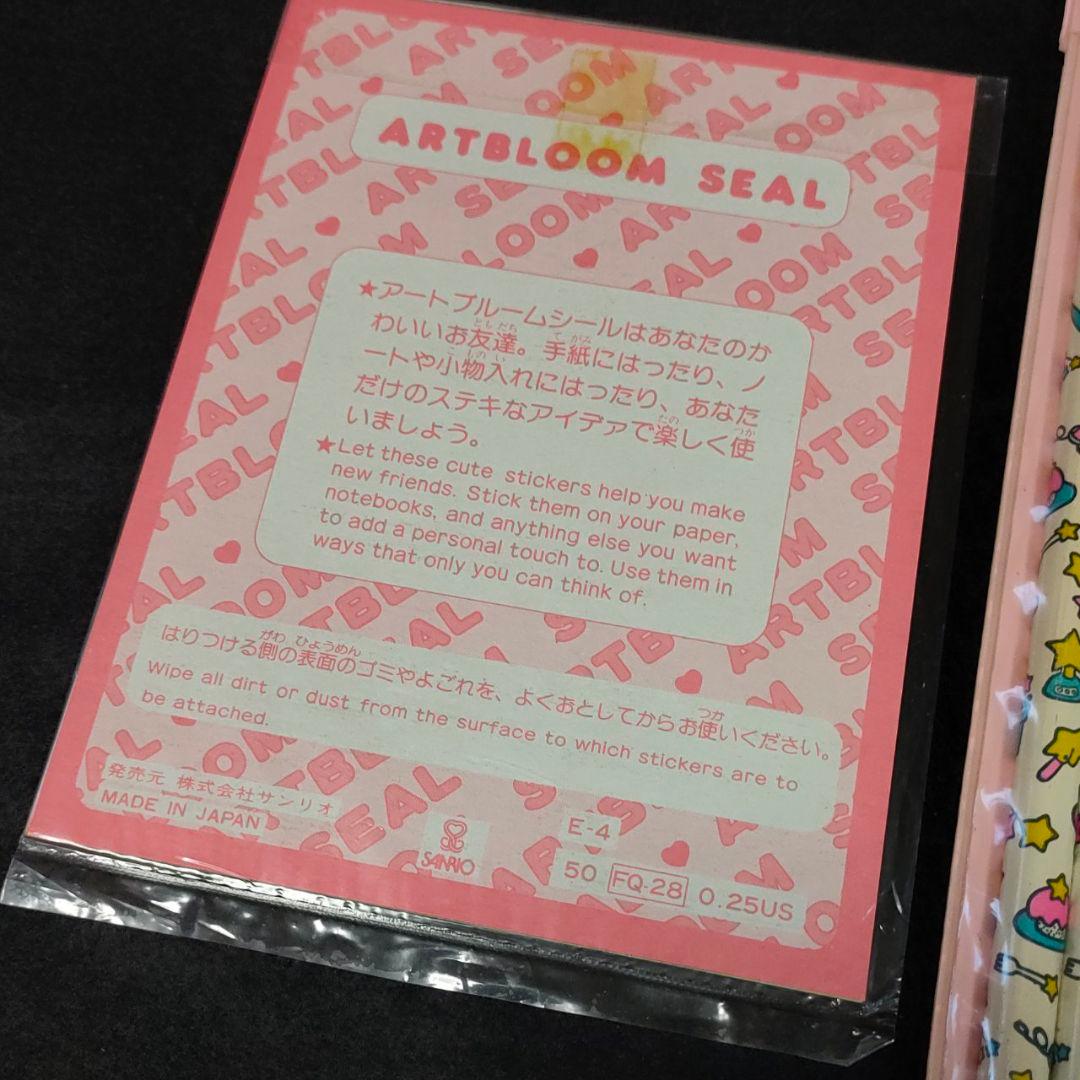 ARTBLOOM SEAL
★アートブルームシールはあなたのか
わいいお友達。手紙にはったり、ノ
ートや小物入れにはったり、あなた
だけのステキなアイデァで楽しく使
いましょう。
★Let these cute stickers help you make
new friends. Stick them on your paper,
notebooks, and anything else you want
to add a personal touch to. Use them in
ways that only you can think of.
はりつける側の表面のゴミやよごれを、よくおとしてからお使いください。
Wipe all dirt or dust from the surface to which stickers are to
be attached.
発売元 株式会社サンリオ
MADE IN JAPAN
SANRIO
E-4
50 FQ-28 0.25US